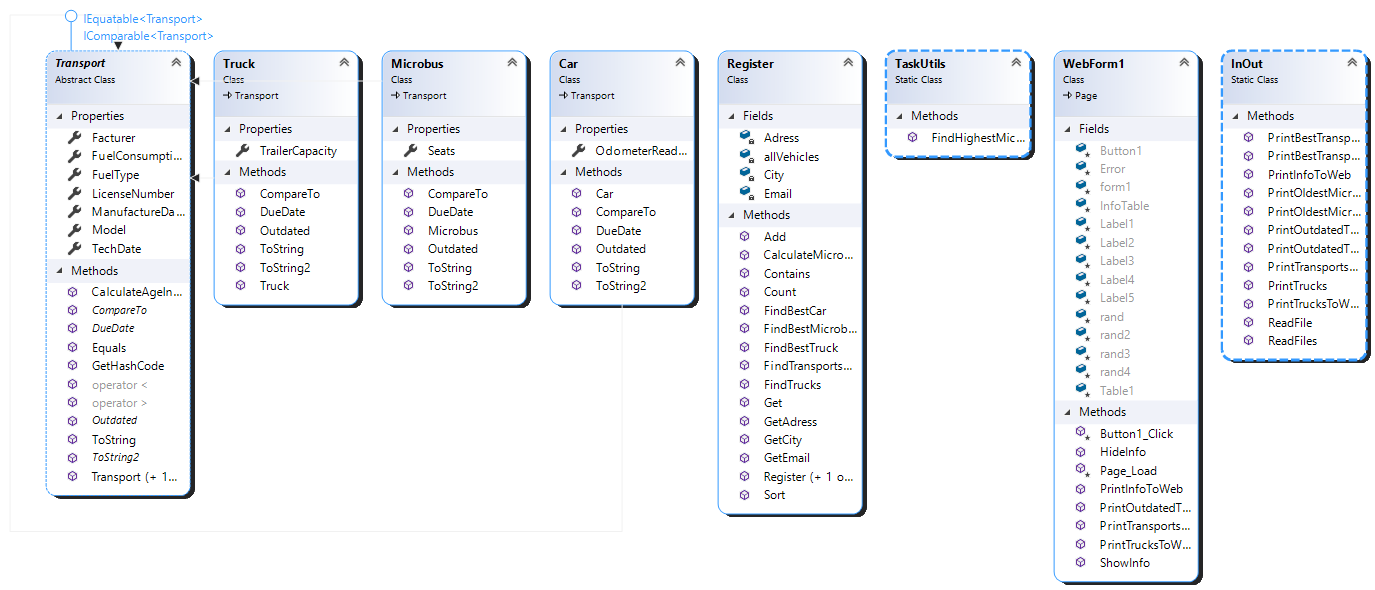 IEquatable<Transport>
IComparable<Transport>
Transport
Abstract Class
Properties
Facturer
FuelConsumpti...
FuelType
LicenseNumber
ManufactureDa...
Model
TechDate
Methods
CalculateAgeIn...
CompareTo
DueDate
Equals
GetHashCode
operator <
operator >
Outdated
ToString
ToString2
Transport (+ 1...
Truck
Class
Transport
Properties
TrailerCapacity
Methods
CompareTo
DueDate
Outdated
ToString
ToString2
Truck
Microbus
Class
Transport
Properties
Seats
Methods
CompareTo
DueDate
Microbus
Outdated
ToString
ToString2
Car
Class
Transport
Properties
OdometerRead...
Methods
Car
CompareTo
DueDate
Outdated
ToString
ToString2
Register
Class
Fields
Adress
allVehicles
City
Email
Methods
Add
CalculateMicro...
Contains
Count
FindBestCar
FindBestMicrob...
FindBestTruck
FindTransports...
FindTrucks
Get
GetAdress
GetCity
GetEmail
Register (+ 1 o...
Sort
TaskUtils
Static Class
Methods
FindHighestMic...
WebForm1
Class
Page
Fields
Button1
Error
form1
InfoTable
Label1
Label2
Label3
Label4
Label5
rand
rand2
rand3
rand4
Table1
Methods
Button1_Click
HideInfo
Page_Load
PrintInfoToWeb
PrintOutdatedT...
PrintTransports...
PrintTrucksToW...
ShowInfo
InOut
Static Class
Methods
PrintBestTransp...
PrintBestTransp...
PrintInfoToWeb
PrintOldestMicr...
PrintOldestMicr...
PrintOutdatedT...
PrintOutdatedT...
PrintTransports...
PrintTrucks
PrintTrucksToW...
ReadFile
ReadFiles